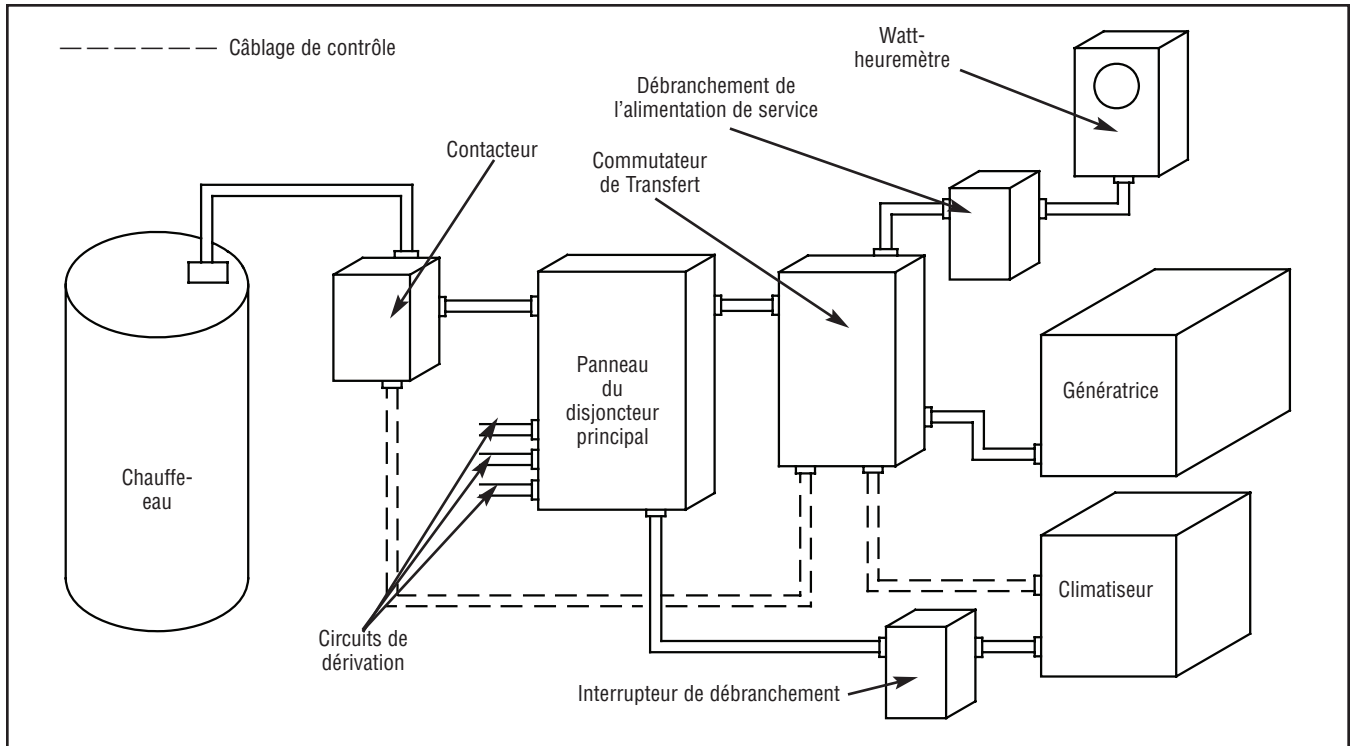 Câblage de contrôle
Watt-
heuremètre
Débranchement de
l'alimentation de service
Contacteur
Commutateur
de Transfert
Panneau
du
disjoncteur
principal
Génératrice
Chauffe-
eau
Climatiseur
Circuits de
dérivation
Interrupteur de débranchement